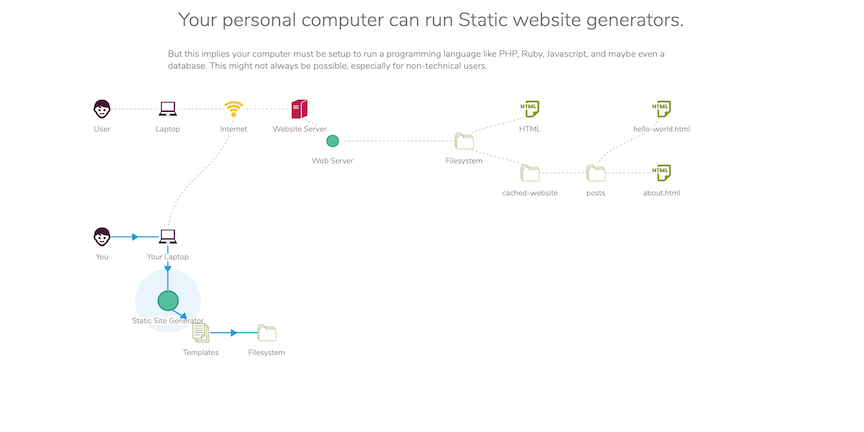 Your personal computer can run Static website generators.
But this implies your computer must be setup to run a programming language like PHP, Ruby, Javascript, and maybe even a
database. This might not always be possible, especially for non-technical users.
HTML
HTML
User
Laptop
Internet
Website Server
HTML
hello-world.html
Web Server
Filesystem
HTML
cached-website
posts
about.html
You
Your Laptop
Static Site Generator
Templates
Filesystem